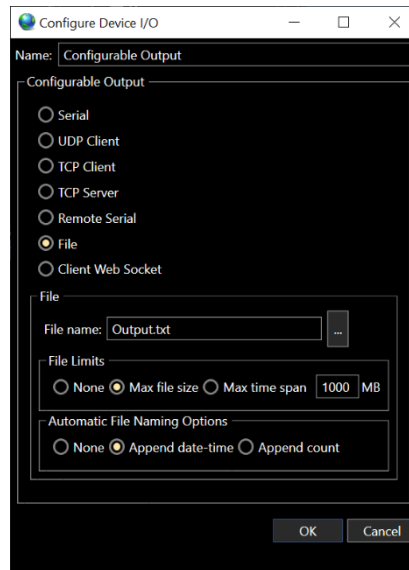 Configure Device I/O
Name: Configurable Output
Configurable Output
Serial
UDP Client
TCP Client
TCP Server
Remote Serial
File
Client Web Socket
File
File name: Output.txt ...
File Limits
None Max file size Max time span 1000 MB
Automatic File Naming Options
None Append date-time Append count
OK Cancel